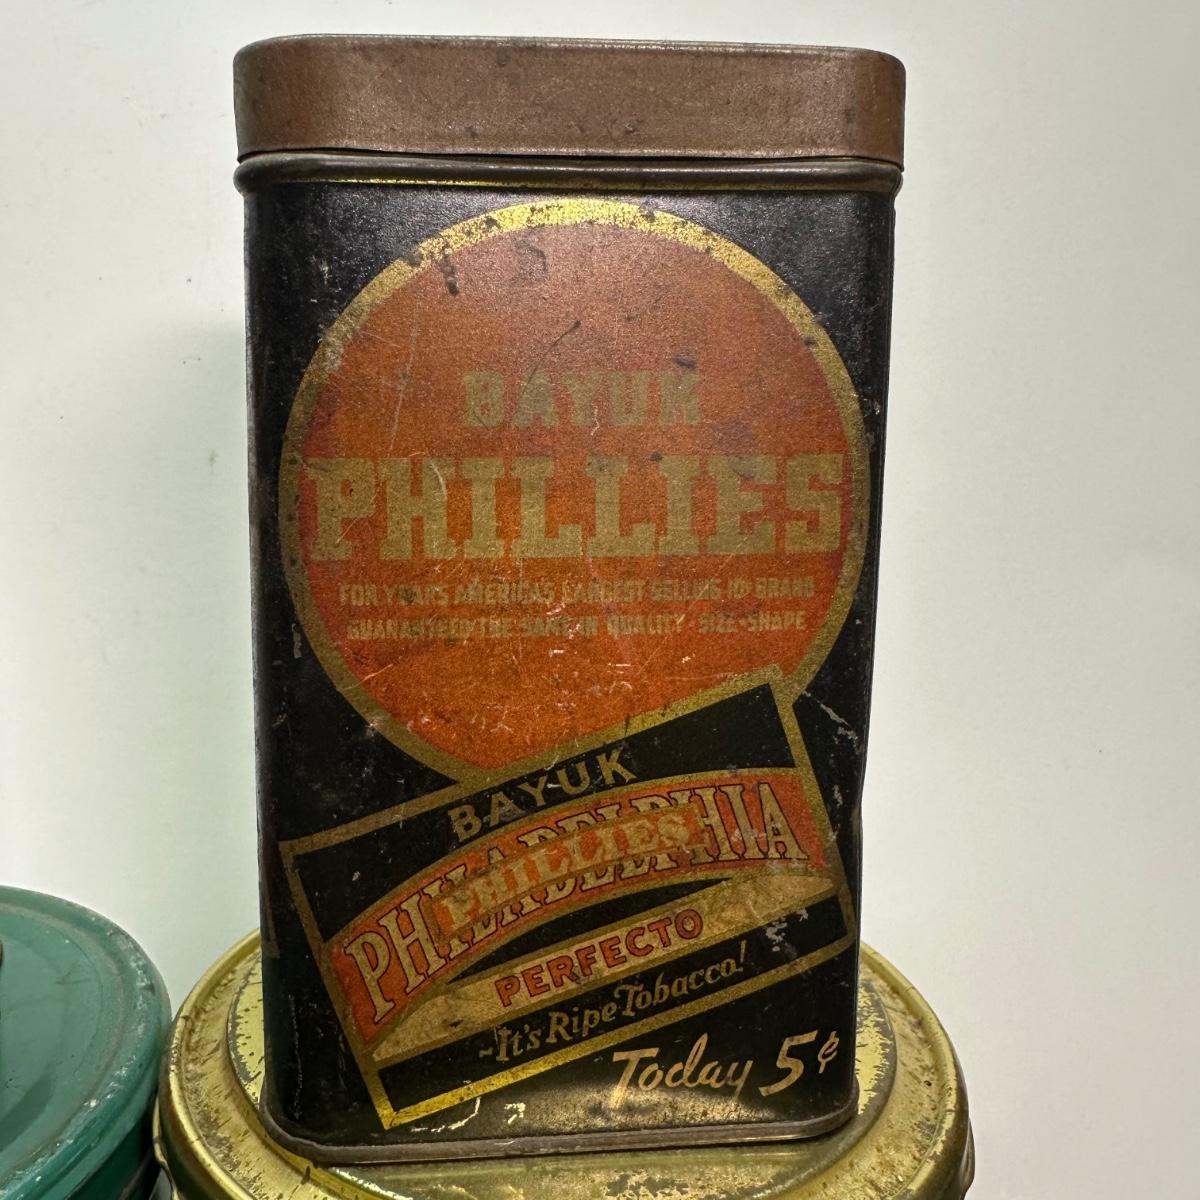 BAYUK
PHILLIES
FOR YEARS AMERICA'S LARGEST SELLING 10¢ BRAND
GUARANTEED THE SAME IN QUALITY-SIZE-SHAPE
BAYUK
PHILADELPHIA
PHILLIES
PERFECTO
-It's Ripe Tobacco!
Today 5¢